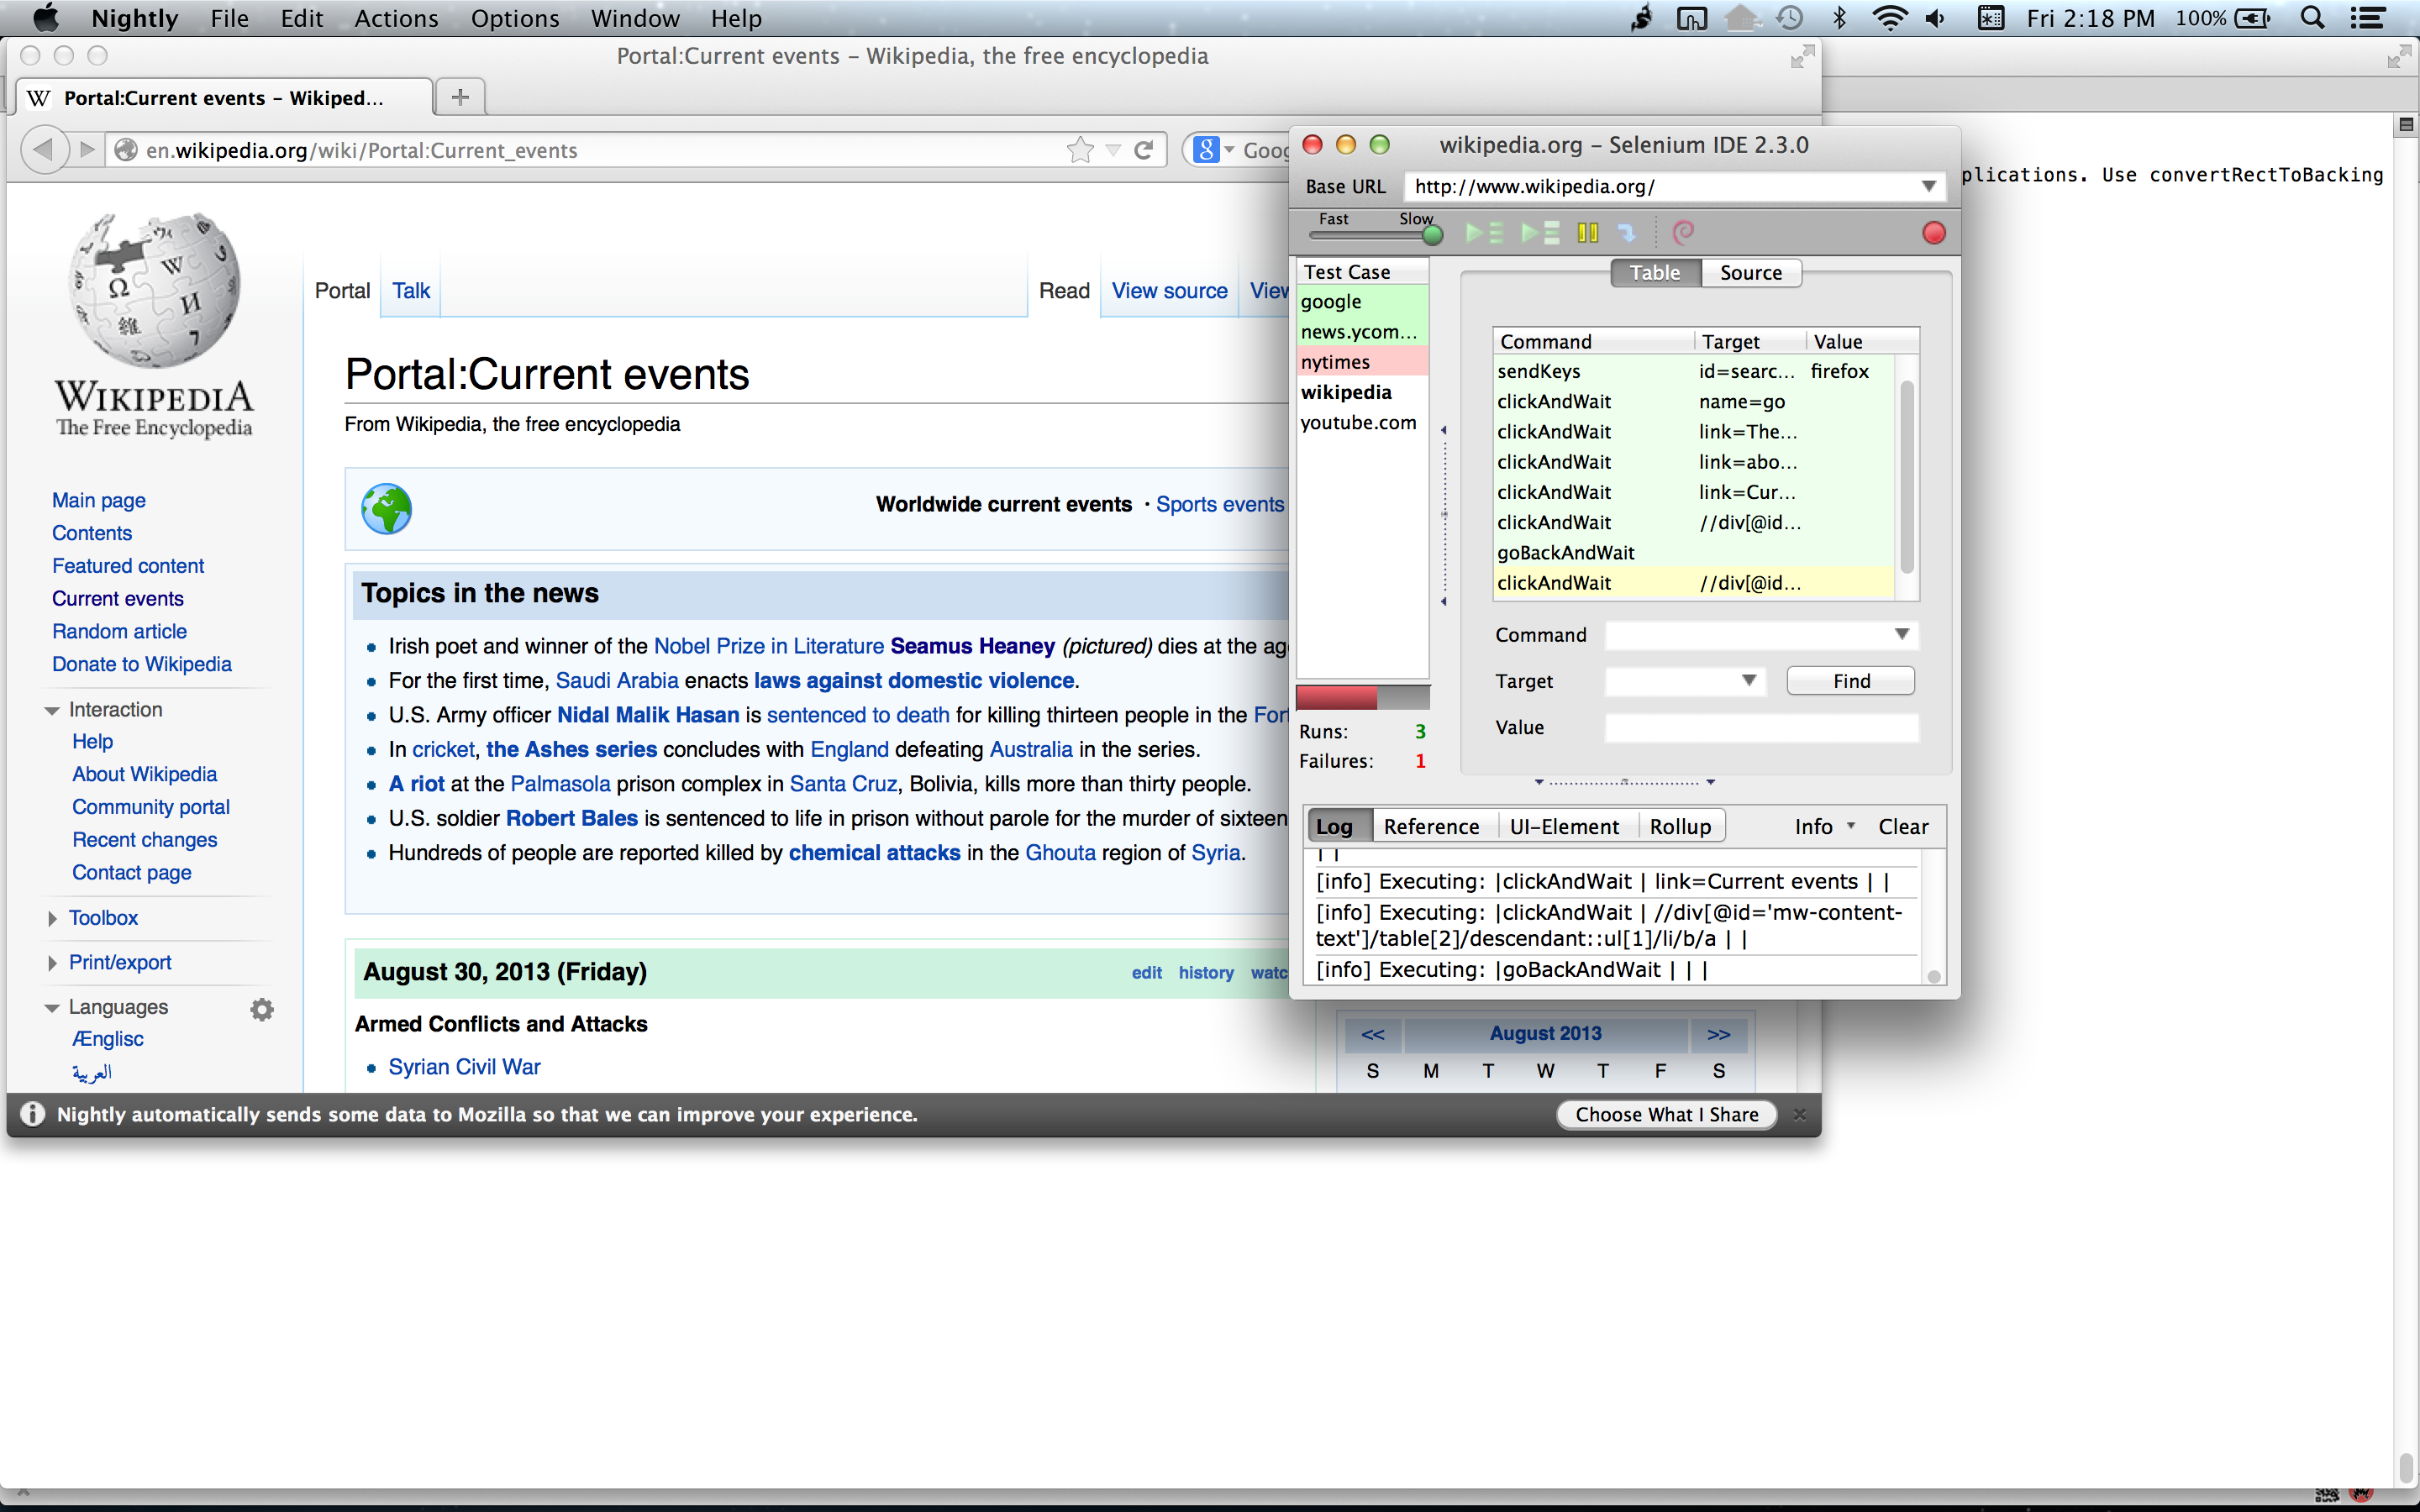 Nightly File Edit Actions Options Window Help
Fri 2:18 PM 100%
Portal:Current events – Wikipedia, the free encyclopedia
W Portal:Current events – Wikiped...
en.wikipedia.org/wiki/Portal:Current_events
plications. Use convertRectToBacking
WIKIPEDIA
The Free Encyclopedia
Main page
Contents
Featured content
Current events
Random article
Donate to Wikipedia
Interaction
Help
About Wikipedia
Community portal
Recent changes
Contact page
Toolbox
Print/export
Languages
Ænglisc
العربية
Portal Talk Read View source
Portal:Current events
From Wikipedia, the free encyclopedia
Worldwide current events · Sports events
Topics in the news
Irish poet and winner of the Nobel Prize in Literature Seamus Heaney (pictured) dies at the
For the first time, Saudi Arabia enacts laws against domestic violence.
U.S. Army officer Nidal Malik Hasan is sentenced to death for killing thirteen people in the
In cricket, the Ashes series concludes with England defeating Australia in the series.
A riot at the Palmasola prison complex in Santa Cruz, Bolivia, kills more than thirty people.
U.S. soldier Robert Bales is sentenced to life in prison without parole for the murder of sixteen
Hundreds of people are reported killed by chemical attacks in the Ghouta region of Syria.
August 30, 2013 (Friday) edit history
Armed Conflicts and Attacks
Syrian Civil War
<< August 2013 >>
S M T W T F S
Nightly automatically sends some data to Mozilla so that we can improve your experience.
Choose What I Share
wikipedia.org – Selenium IDE 2.3.0
Base URL http://www.wikipedia.org/
Fast Slow
Test Case
google
news.ycom...
nytimes
wikipedia
youtube.com
Runs: 3
Failures: 1
Table Source
Command Target Value
sendKeys id=searc... firefox
clickAndWait name=go
clickAndWait link=The...
clickAndWait link=abo...
clickAndWait link=Cur...
clickAndWait //div[@id...
goBackAndWait
clickAndWait //div[@id...
Command
Target Find
Value
Log Reference UI-Element Rollup Info Clear
| |
[info] Executing: |clickAndWait | link=Current events | |
[info] Executing: |clickAndWait | //div[@id='mw-content-
text']/table[2]/descendant::ul[1]/li/b/a | |
[info] Executing: |goBackAndWait | | |